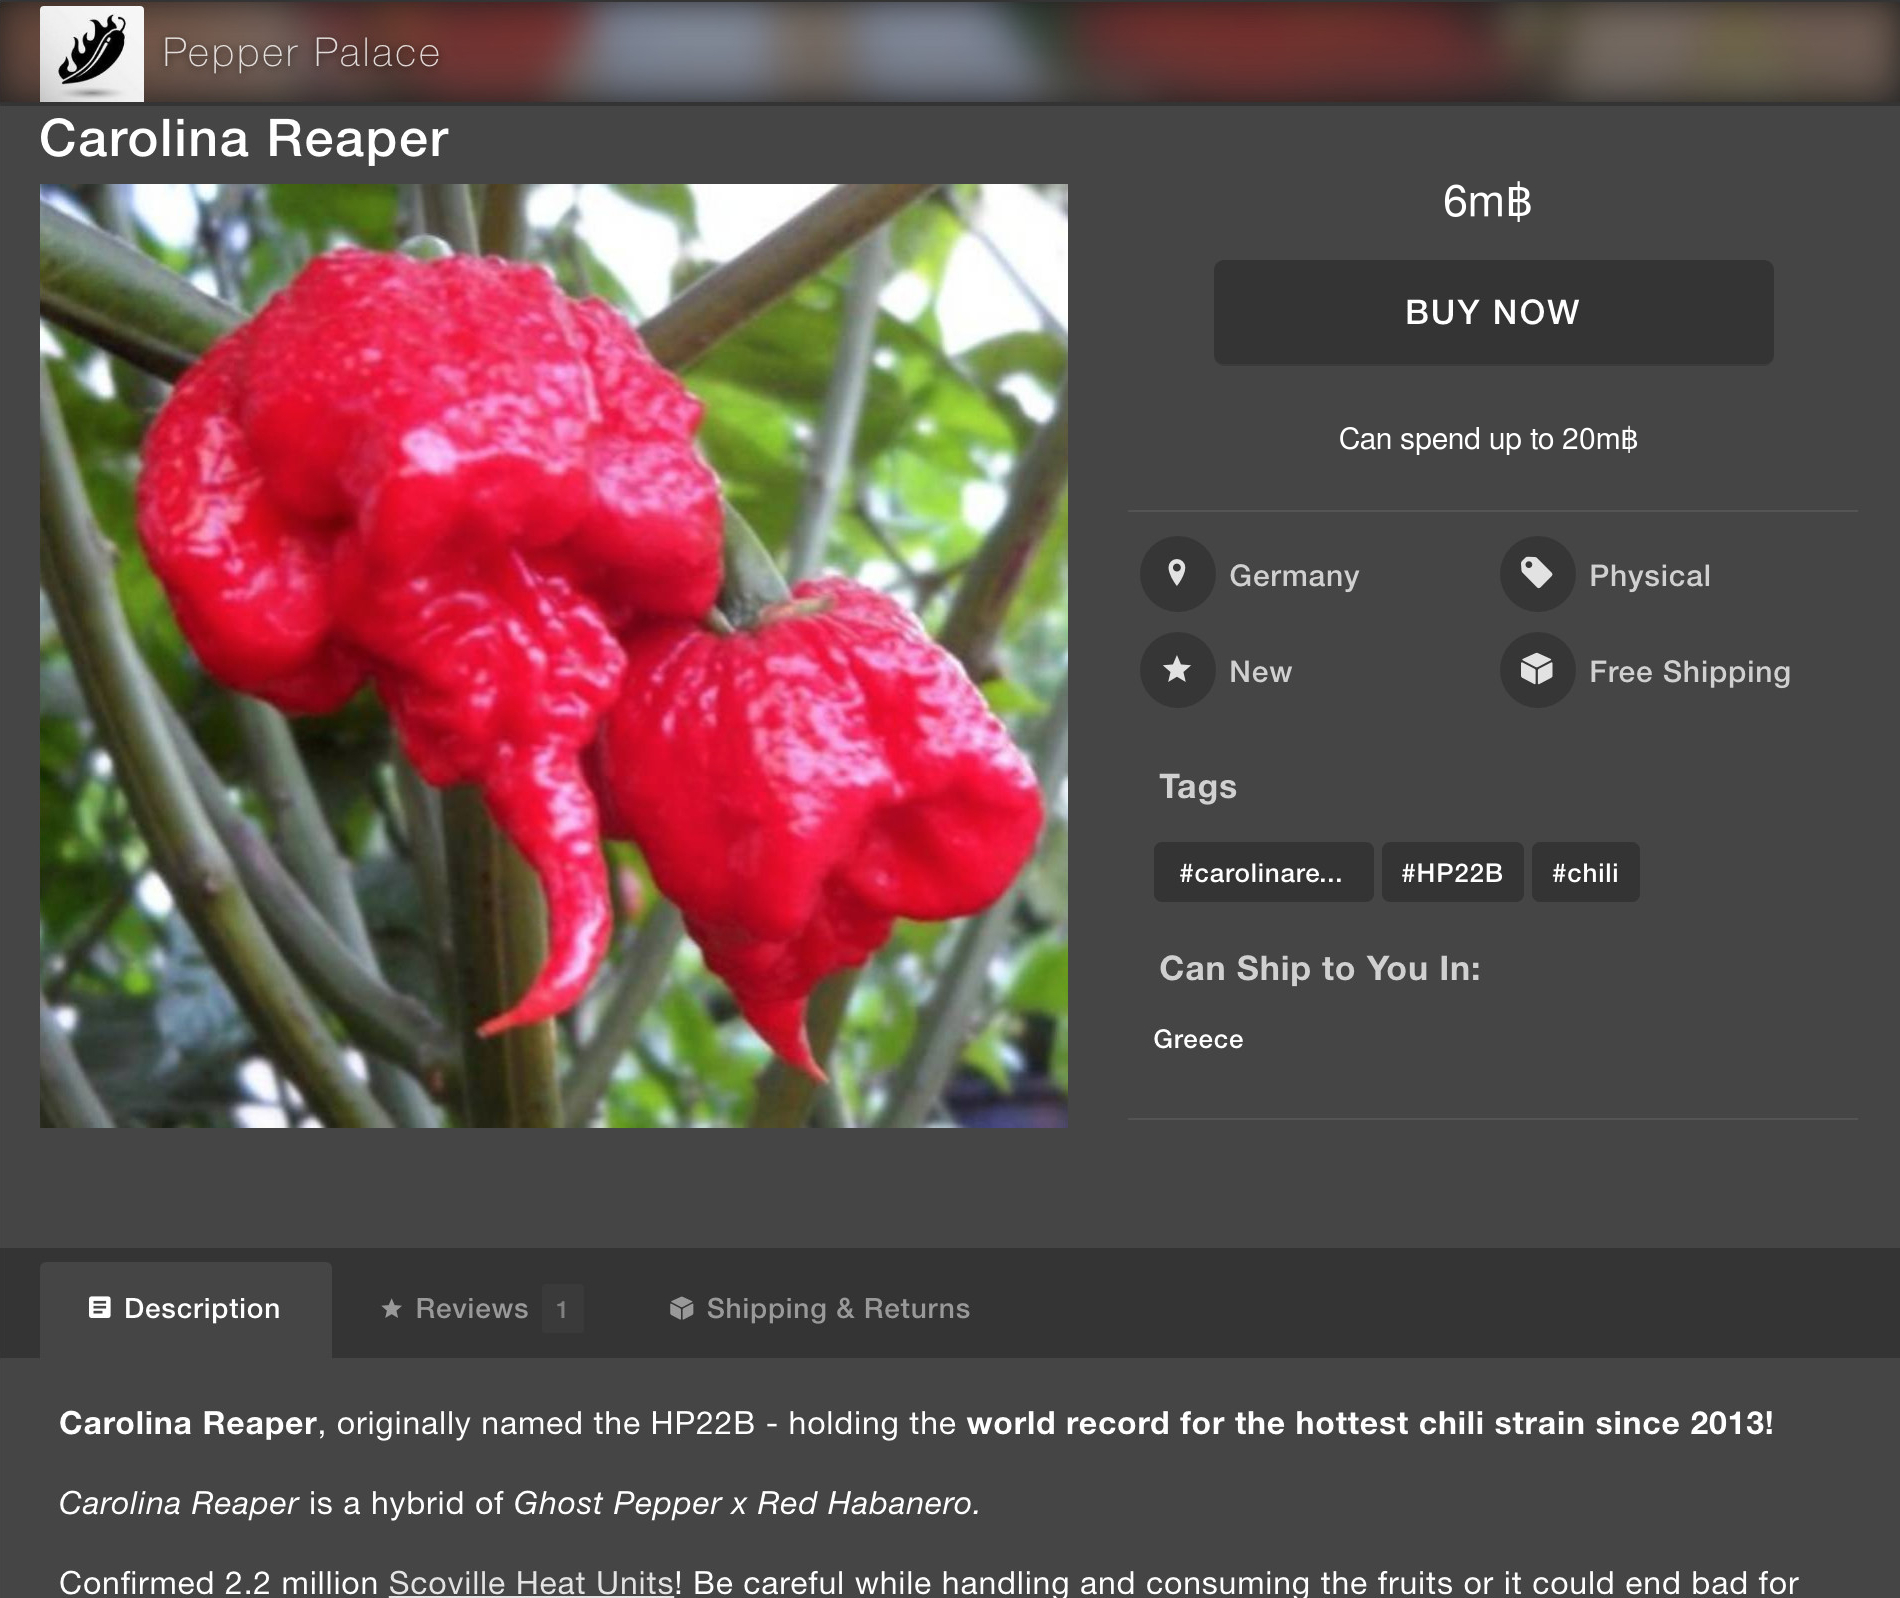 Pepper Palace
Carolina Reaper
6m฿
BUY NOW
Can spend up to 20m฿
Germany
Physical
New
Free Shipping
Tags
#carolinare...
#HP22B
#chili
Can Ship to You In:
Greece
Description
Reviews 1
Shipping & Returns
Carolina Reaper, originally named the HP22B - holding the world record for the hottest chili strain since 2013!
Carolina Reaper is a hybrid of Ghost Pepper x Red Habanero.
Confirmed 2.2 million Scoville Heat Units! Be careful while handling and consuming the fruits or it could end bad for